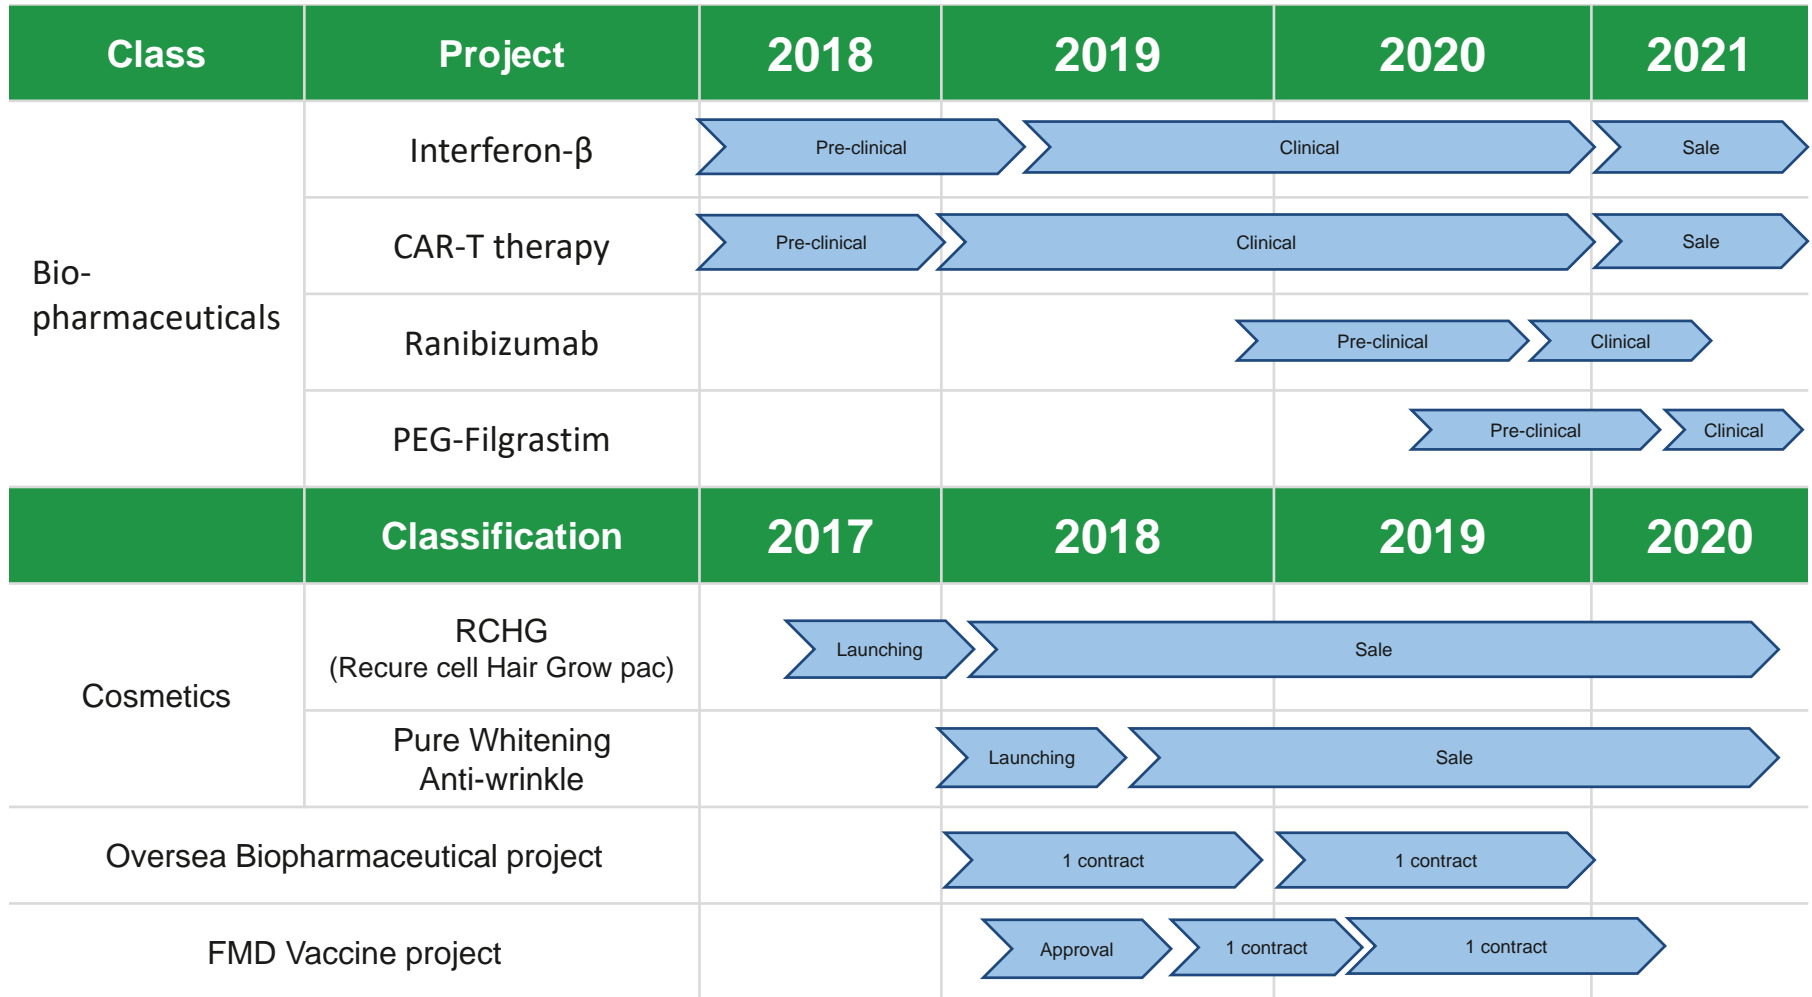 Class Project 2018 2019 2020 2021
Interferon-β Pre-clinical Clinical Sale
CAR-T therapy Pre-clinical Clinical Sale
Bio-
pharmaceuticals
Ranibizumab Pre-clinical Clinical
PEG-Filgrastim Pre-clinical Clinical
Classification 2017 2018 2019 2020
RCHG
(Recure cell Hair Grow pac)
Launching Sale
Cosmetics
Pure Whitening
Anti-wrinkle
Launching Sale
Oversea Biopharmaceutical project 1 contract 1 contract
FMD Vaccine project Approval 1 contract 1 contract